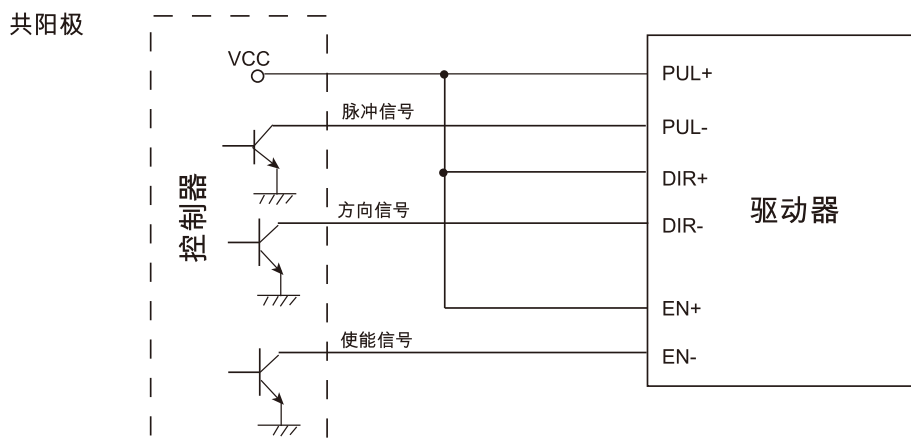 共阳极
VCC
PUL+
脉冲信号
PUL-
DIR+
控制器
驱动器
方向信号
DIR-
EN+
使能信号
EN-